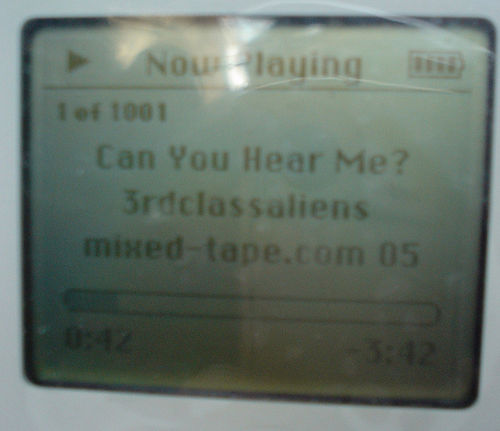 Now Playing
1 of 1001
Can You Hear Me?
3rdclassaliens
mixed-tape.com 05
0:42 -3:42